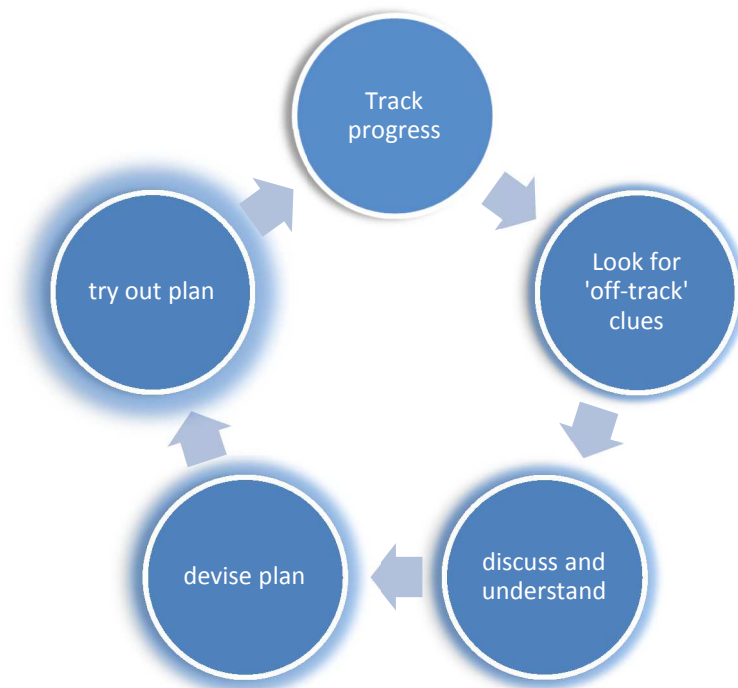 Track
progress
Look for
'off-track'
clues
discuss and
understand
devise plan
try out plan